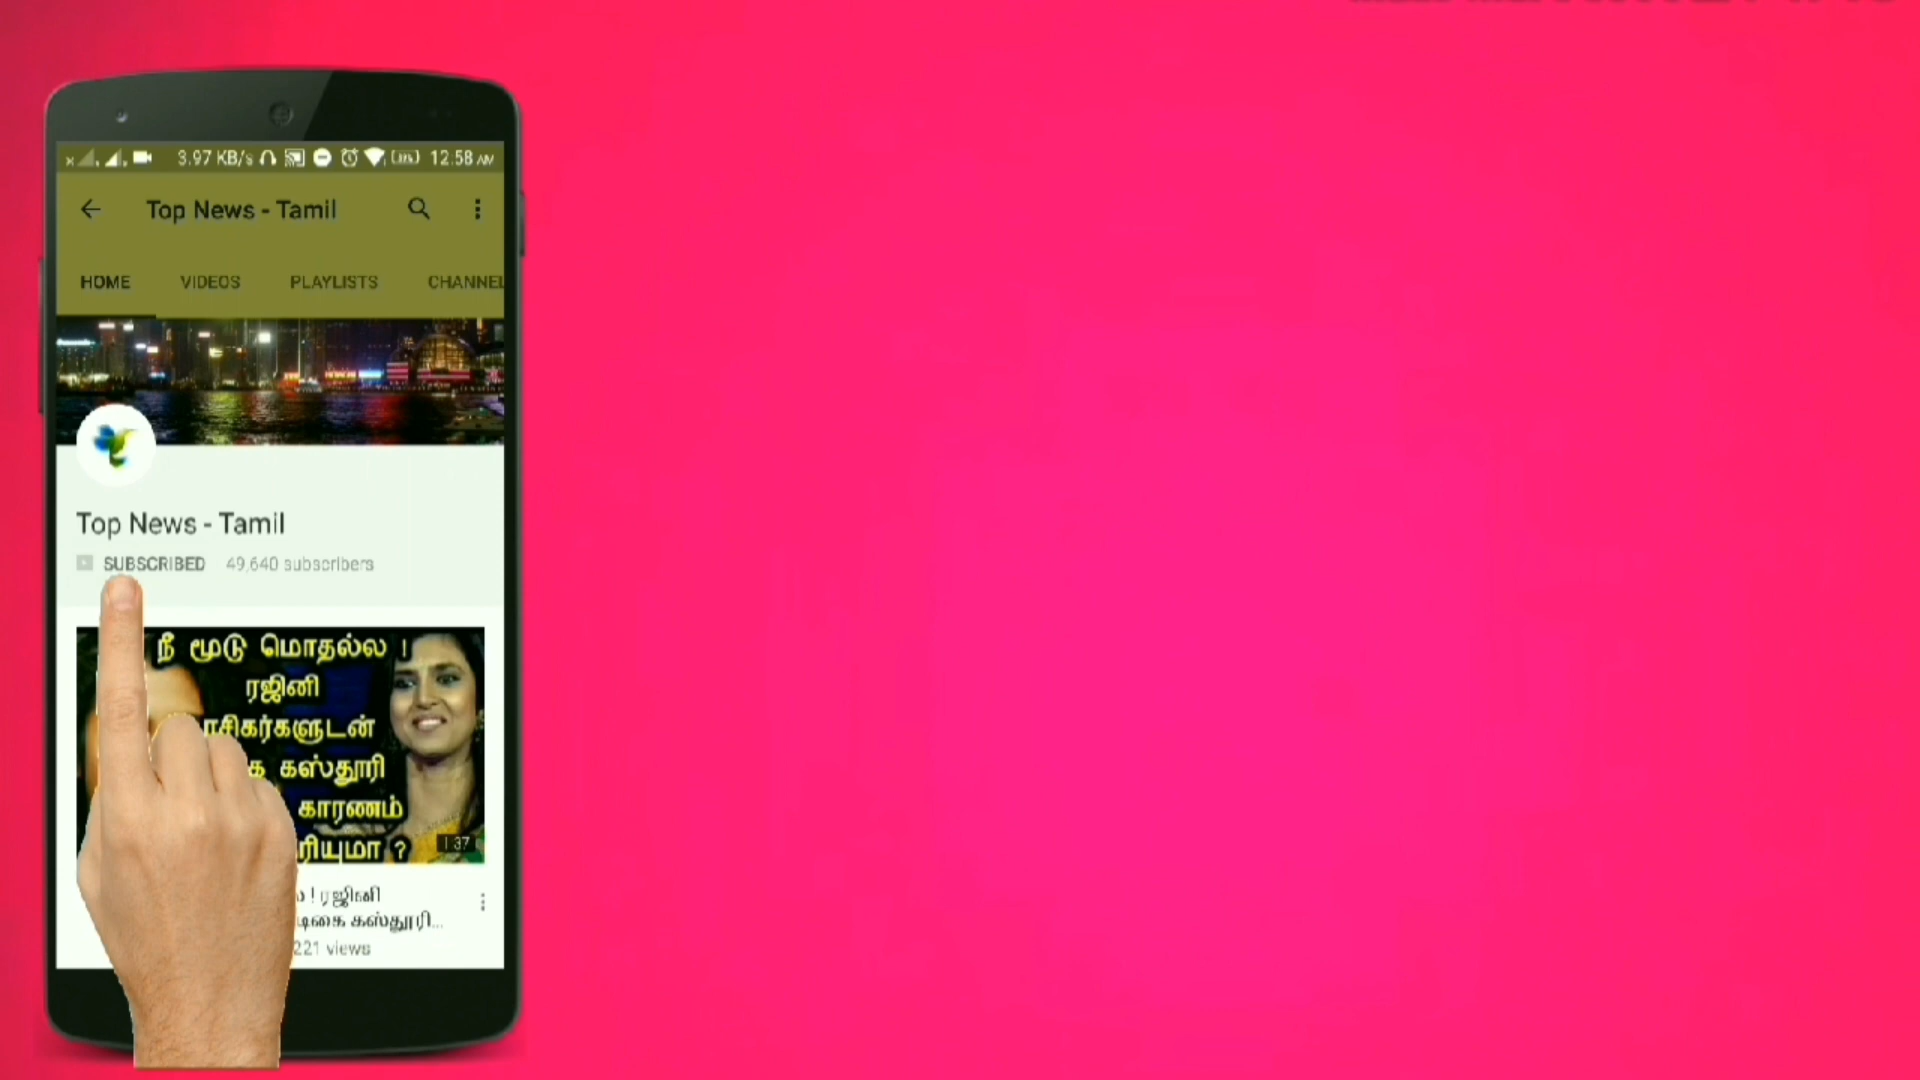 3.97 KB/s 12.58 AM
Top News - Tamil
HOME VIDEOS PLAYLISTS CHANNEL
Top News - Tamil
SUBSCRIBED 49,640 subscribers
நீ மூடு மொதல்ல !
ரஜினி
ரசிகர்களுடன்
கஸ்தூரி
காரணம்
ரியுமா ?
1:37
! ரஜினி
டிகை கஸ்தூரி...
221 views